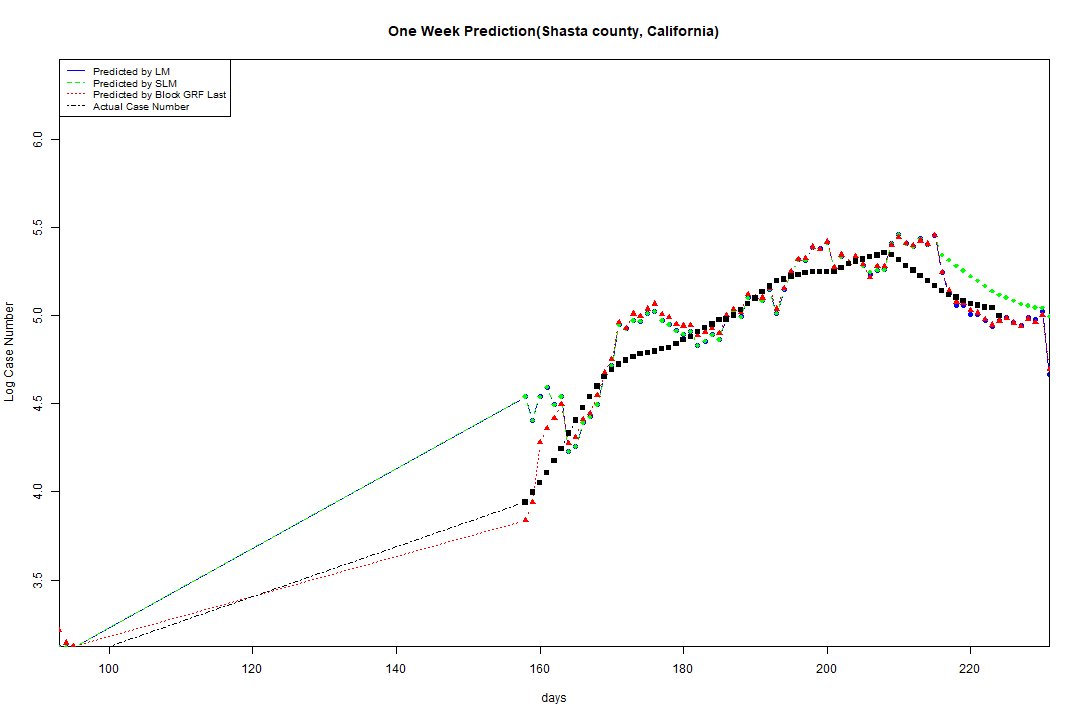 One Week Prediction(Shasta county, California)
Predicted by LM
Predicted by SLM
Predicted by Block GRF Last
Actual Case Number
6.0
5.5
5.0
4.5
4.0
3.5
Log Case Number
100 120 140 160 180 200 220
days